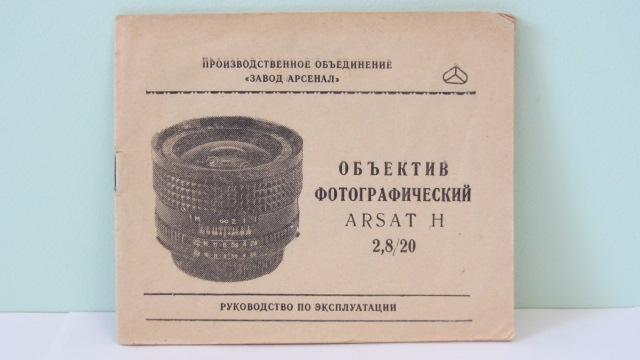 ПРОИЗВОДСТВЕННОЕ ОБЪЕДИНЕНИЕ
«ЗАВОД АРСЕНАЛ»
ОБЪЕКТИВ
ФОТОГРАФИЧЕСКИЙ
ARSAT H
2,8/20
РУКОВОДСТВО ПО ЭКСПЛУАТАЦИИ